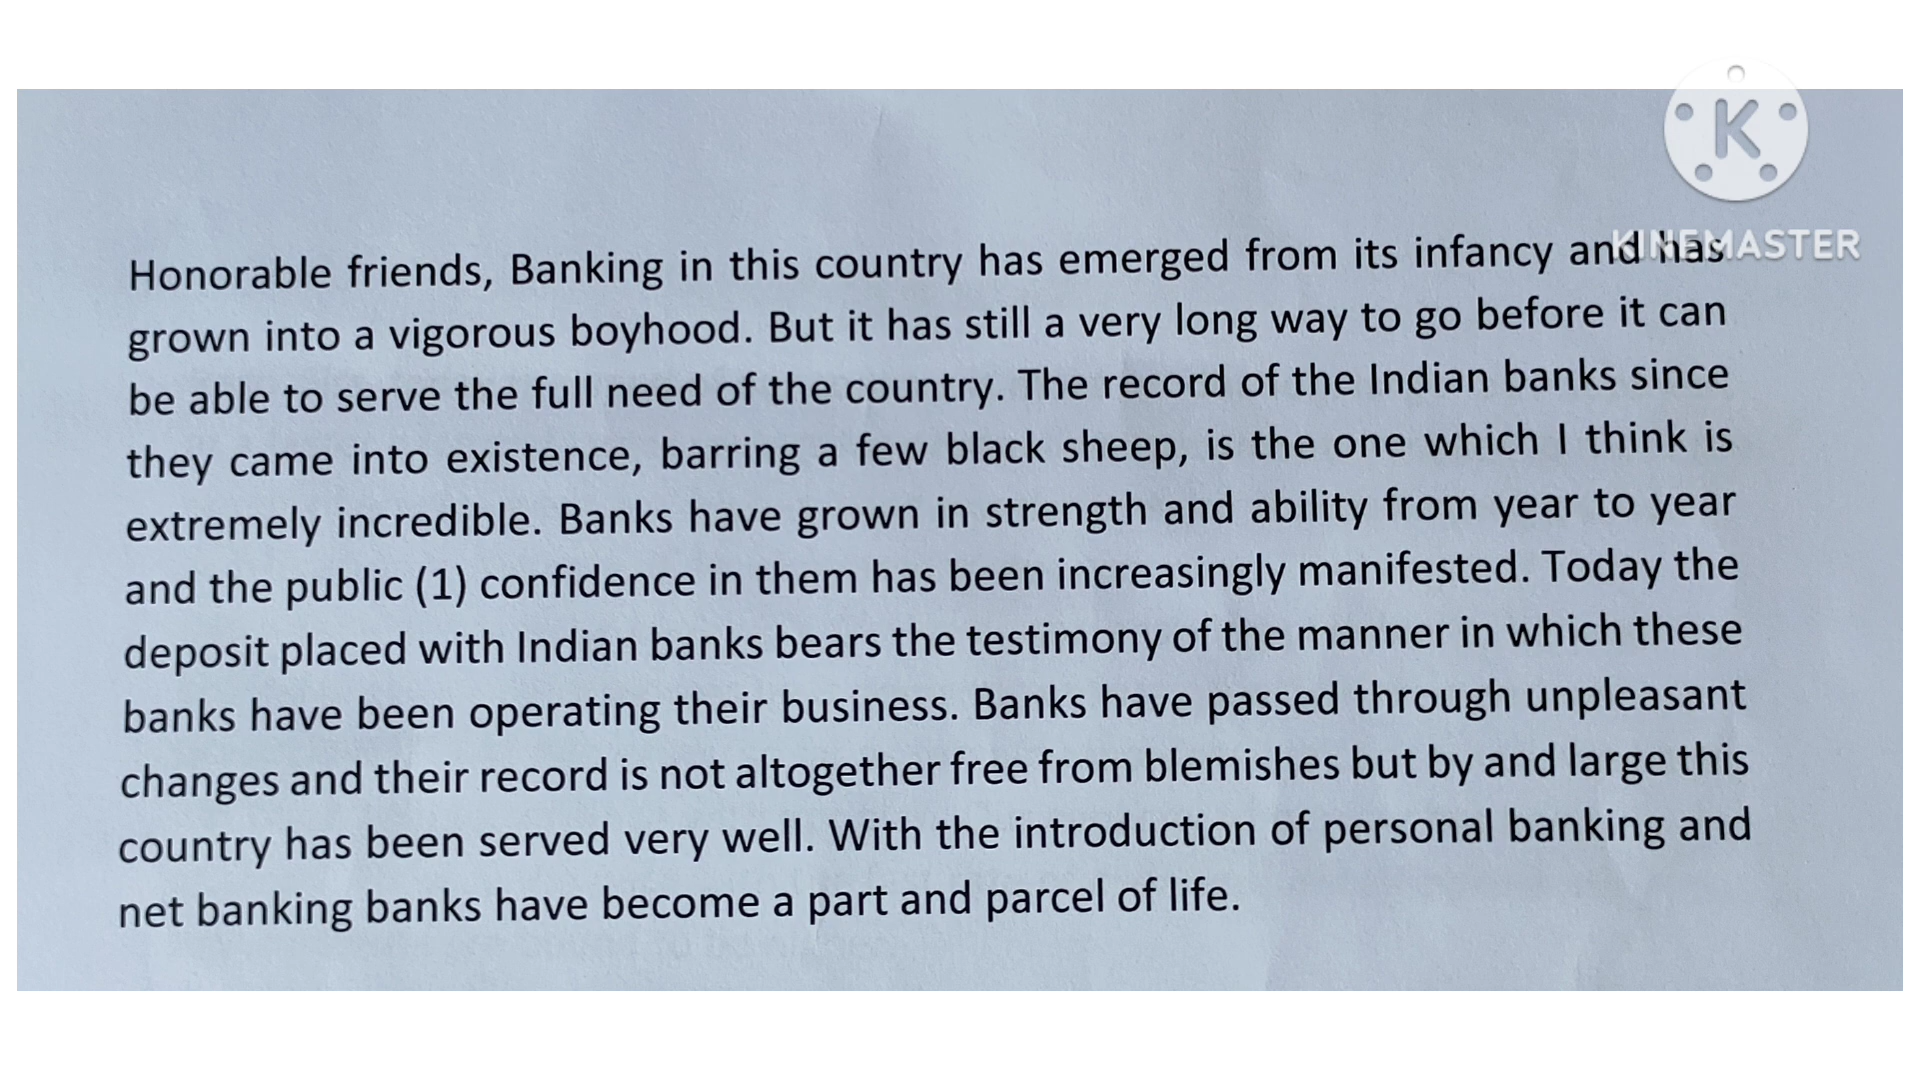 K
KINEMASTER
Honorable friends, Banking in this country has emerged from its infancy and has
grown into a vigorous boyhood. But it has still a very long way to go before it can
be able to serve the full need of the country. The record of the Indian banks since
they came into existence, barring a few black sheep, is the one which I think is
extremely incredible. Banks have grown in strength and ability from year to year
and the public (1) confidence in them has been increasingly manifested. Today the
deposit placed with Indian banks bears the testimony of the manner in which these
banks have been operating their business. Banks have passed through unpleasant
changes and their record is not altogether free from blemishes but by and large this
country has been served very well. With the introduction of personal banking and
net banking banks have become a part and parcel of life.